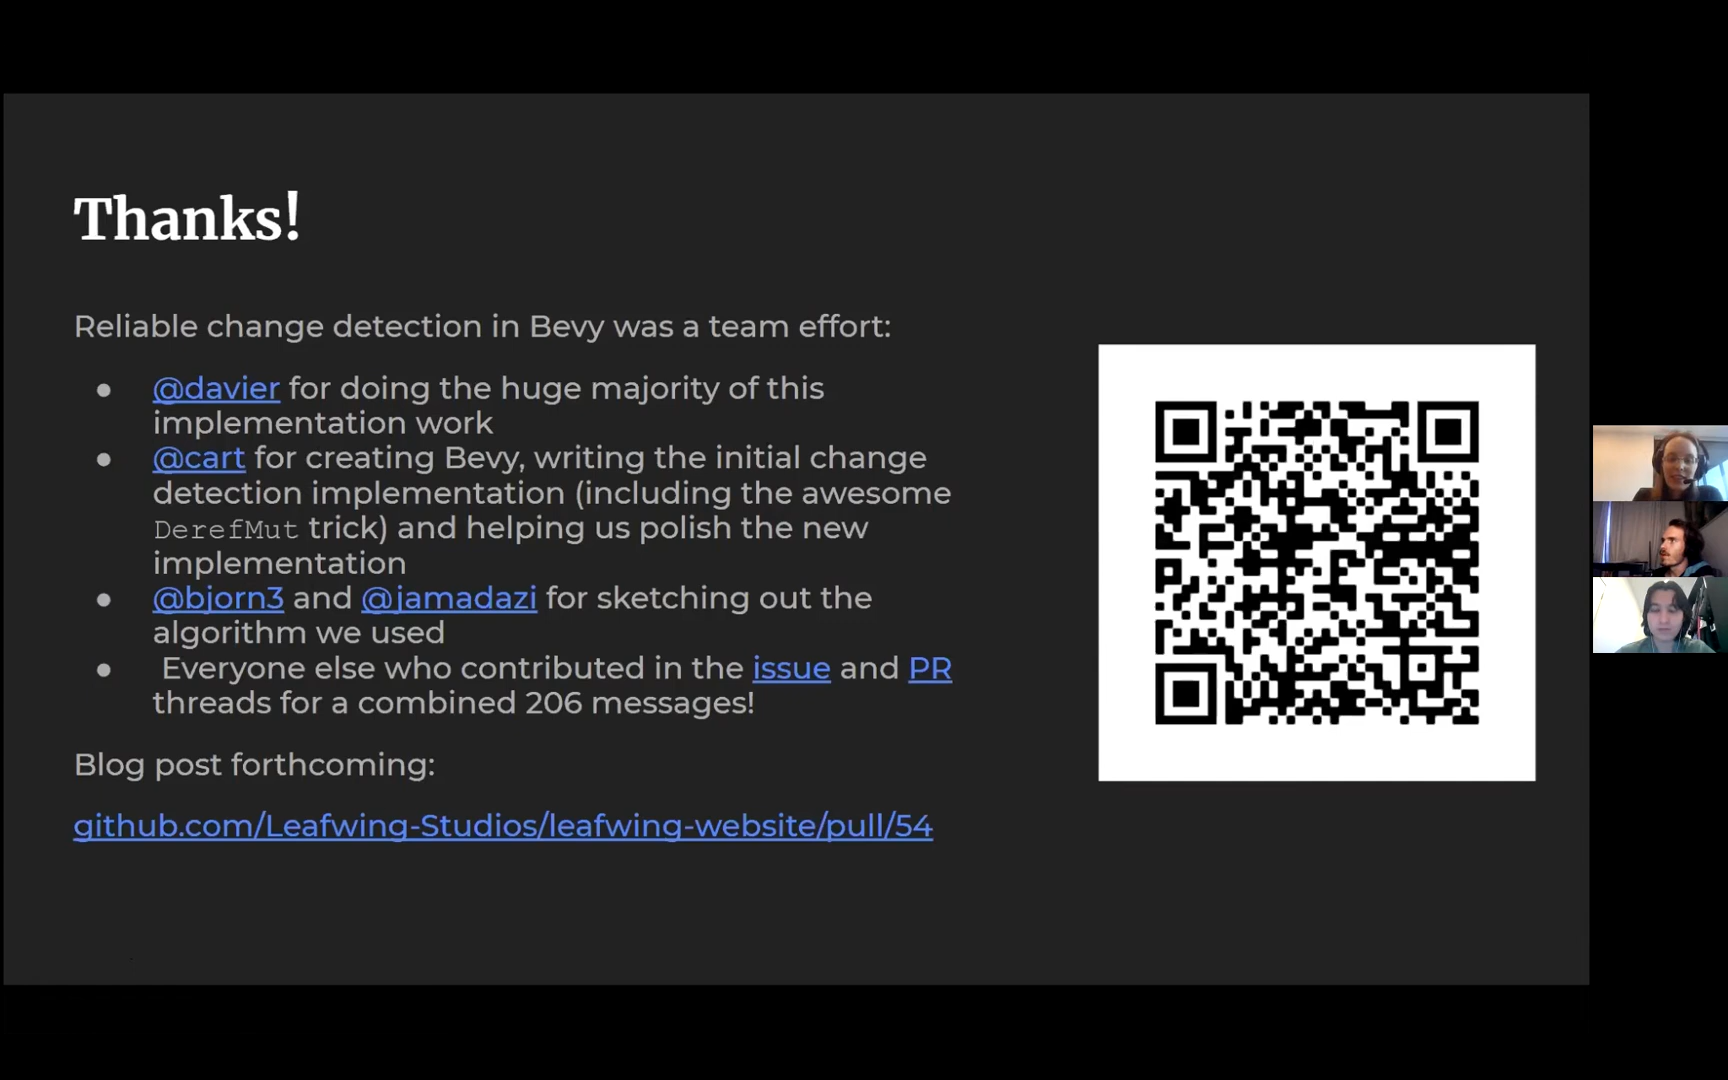 Thanks!
Reliable change detection in Bevy was a team effort:
● @davier for doing the huge majority of this
implementation work
● @cart for creating Bevy, writing the initial change
detection implementation (including the awesome
DerefMut trick) and helping us polish the new
implementation
● @bjorn3 and @jamadazi for sketching out the
algorithm we used
● Everyone else who contributed in the issue and PR
threads for a combined 206 messages!
Blog post forthcoming:
github.com/Leafwing-Studios/leafwing-website/pull/54